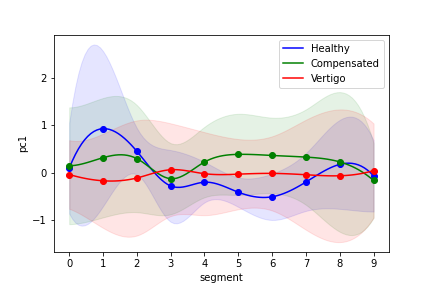 Healthy
Compensated
Vertigo
2
1
0
−1
pc1
0 1 2 3 4 5 6 7 8 9
segment